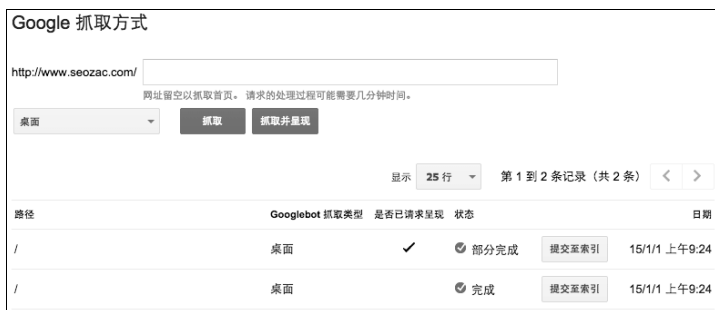 Google 抓取方式
http://www.seozac.com/
网址留空以抓取首页。 请求的处理过程可能需要几分钟时间。
桌面 抓取 抓取并呈现
显示 25 行 第 1 到 2 条记录（共 2 条）
路径 Googlebot 抓取类型 是否已请求呈现 状态 日期
/ 桌面 ✓ 部分完成 提交至索引 15/1/1 上午9:24
/ 桌面 完成 提交至索引 15/1/1 上午9:24